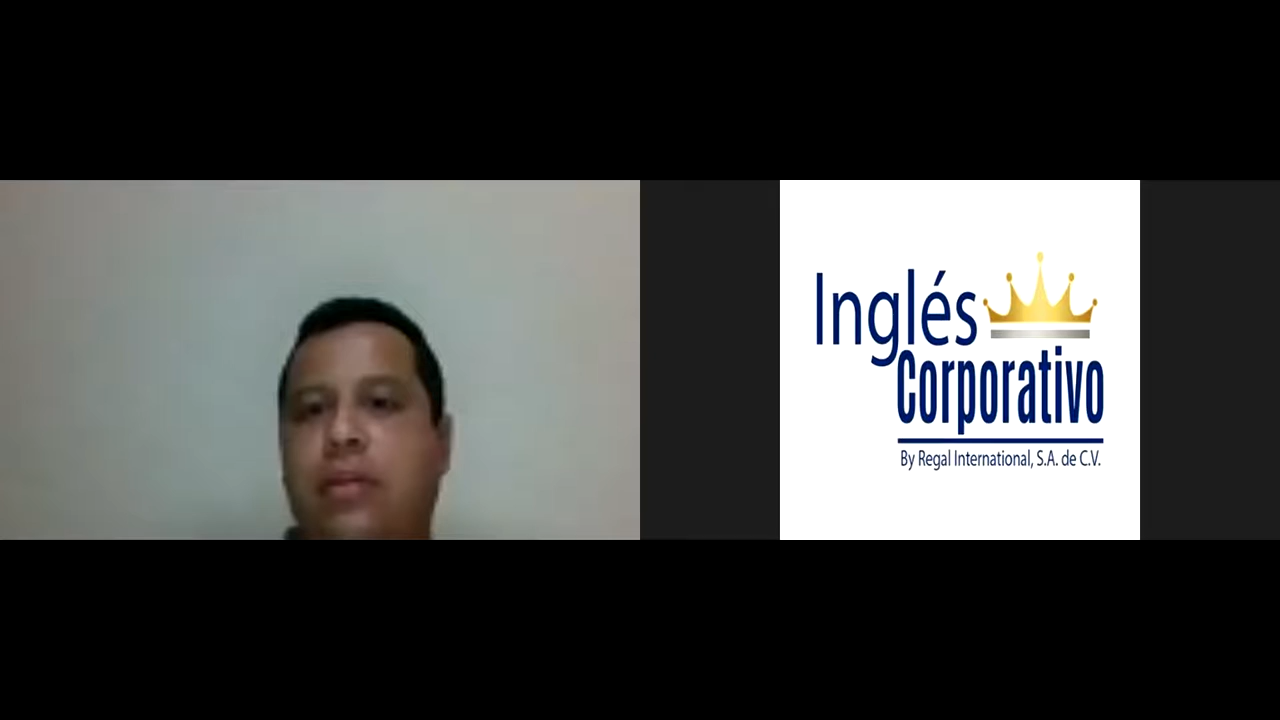 Inglés
Corporativo
By Regal International, S.A. de C.V.